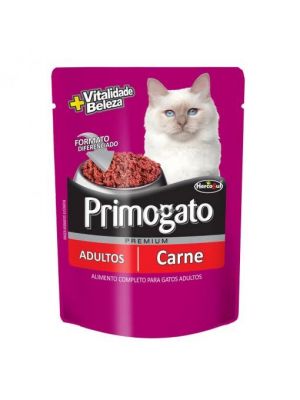 +Vitalidade
Beleza
FORMATO
DIFERENCIADO
Hercosul
Primogato
PREMIUM
ADULTOS
Carne
ALIMENTO COMPLETO PARA GATOS ADULTOS